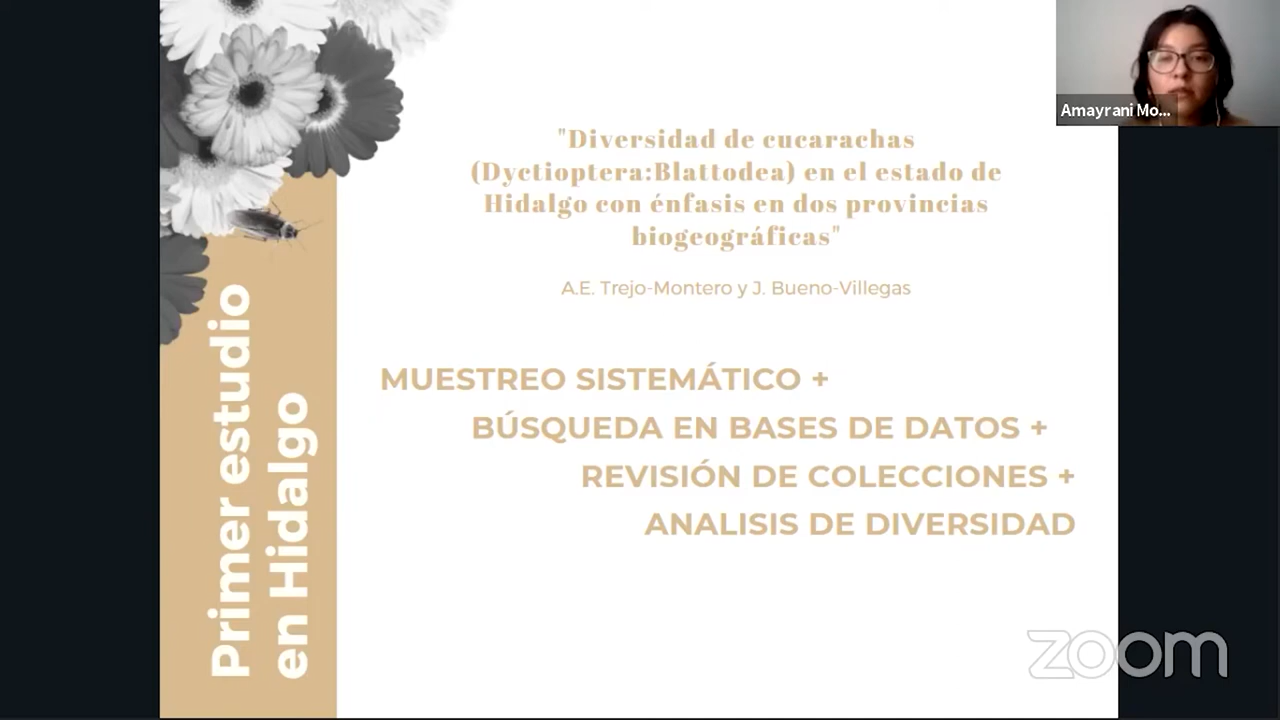 "Diversidad de cucarachas
(Dyctioptera:Blattodea) en el estado de
Hidalgo con énfasis en dos provincias
biogeográficas"
A.E. Trejo-Montero y J. Bueno-Villegas
MUESTREO SISTEMÁTICO +
BÚSQUEDA EN BASES DE DATOS +
REVISIÓN DE COLECCIONES +
ANALISIS DE DIVERSIDAD
Primer estudio
en Hidalgo
Amayrani Mo...
zoom